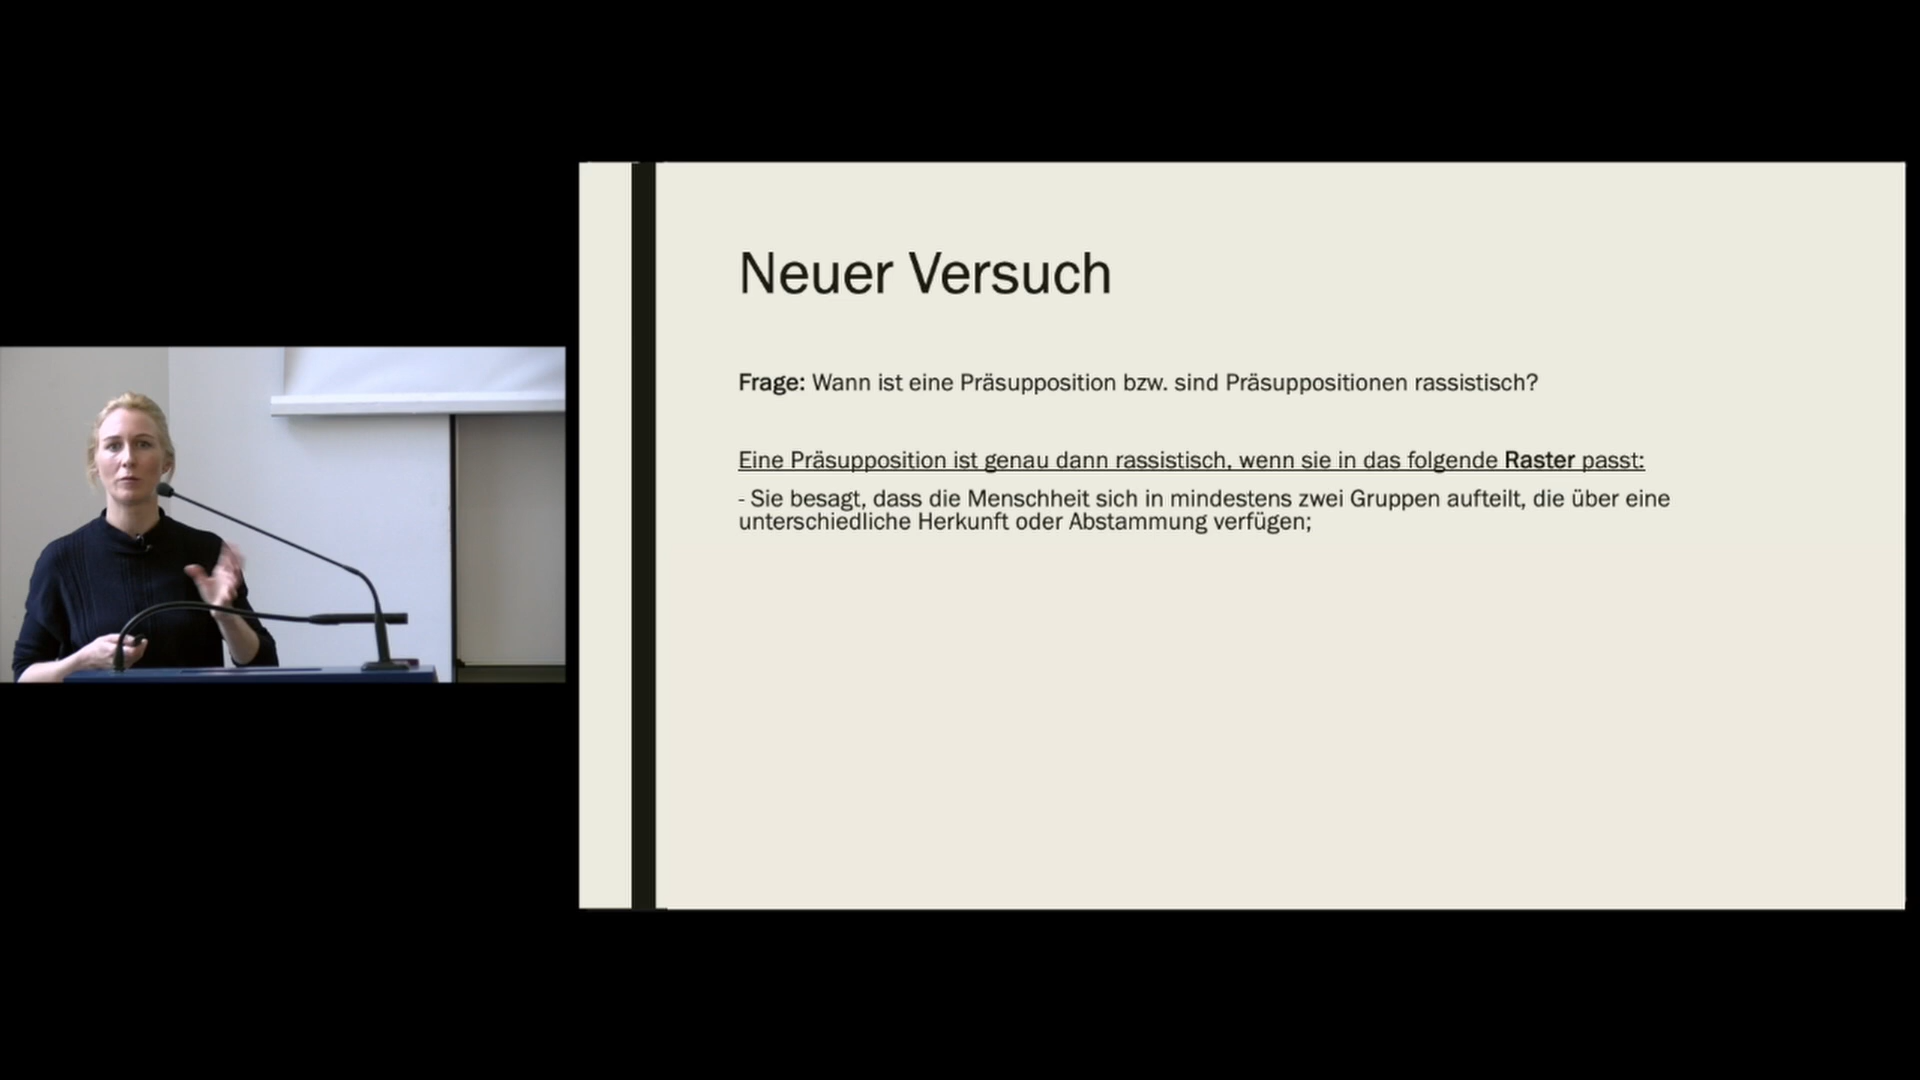 Neuer Versuch
Frage: Wann ist eine Präsupposition bzw. sind Präsuppositionen rassistisch?
Eine Präsupposition ist genau dann rassistisch, wenn sie in das folgende Raster passt:
- Sie besagt, dass die Menschheit sich in mindestens zwei Gruppen aufteilt, die über eine
unterschiedliche Herkunft oder Abstammung verfügen;